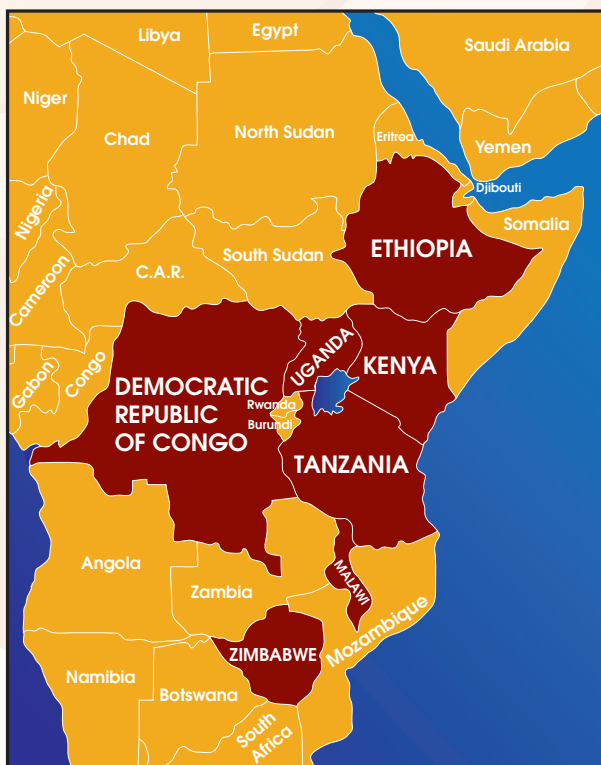 Libya
Egypt
Saudi Arabia
Niger
Chad
North Sudan
Eritrea
Yemen
Djibouti
Nigeria
Somalia
South Sudan
ETHIOPIA
C.A.R.
Cameroon
UGANDA
KENYA
Gabon
Congo
DEMOCRATIC
REPUBLIC
OF CONGO
Rwanda
Burundi
TANZANIA
Angola
Zambia
MALAWI
Mozambique
ZIMBABWE
Namibia
Botswana
South
Africa